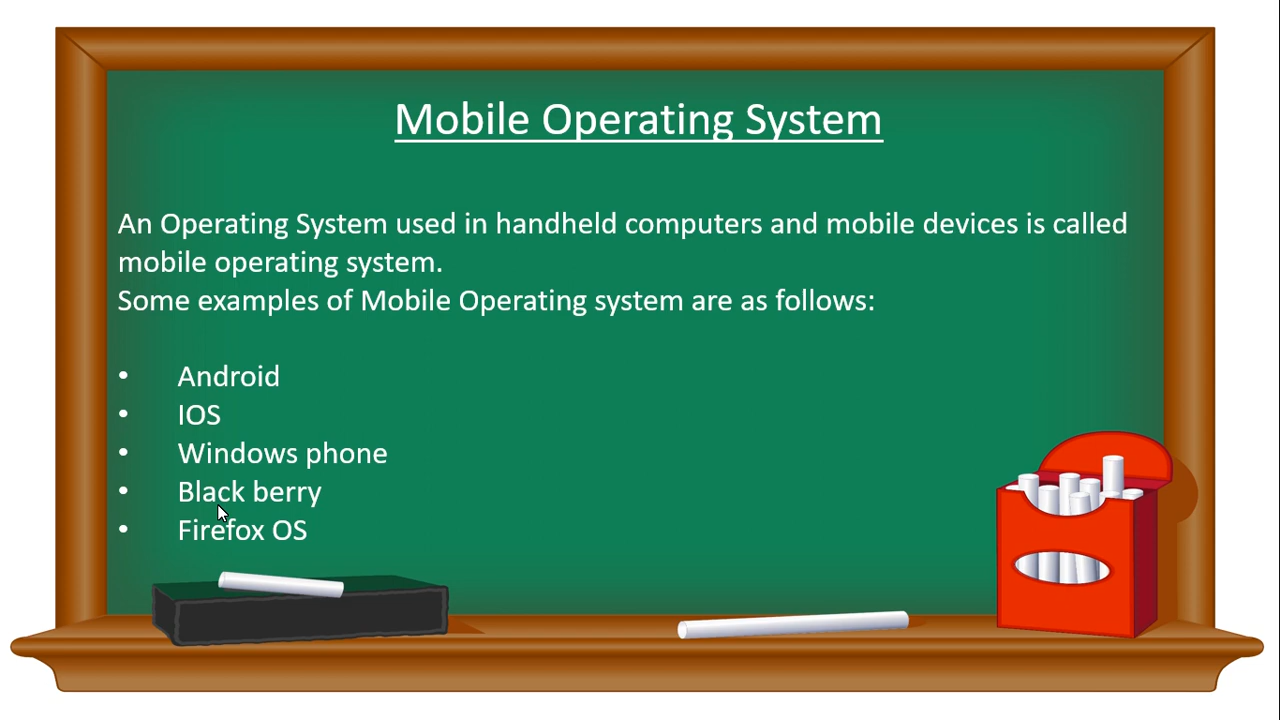 Mobile Operating System
An Operating System used in handheld computers and mobile devices is called
mobile operating system.
Some examples of Mobile Operating system are as follows:
• Android
• IOS
• Windows phone
• Black berry
• Firefox OS